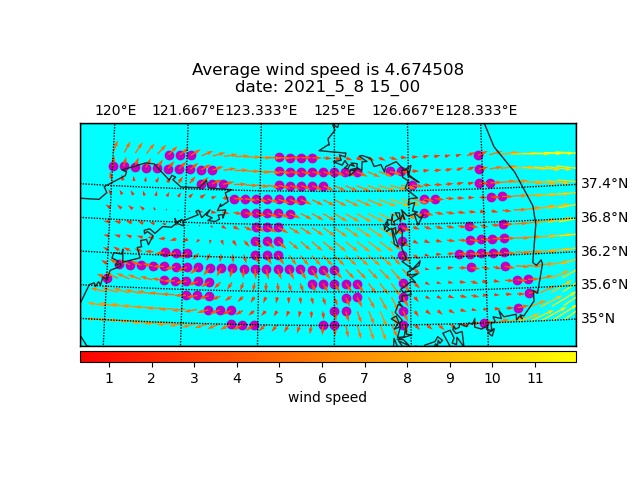 Average wind speed is 4.674508
date: 2021_5_8 15_00
120°E 121.667°E 123.333°E 125°E 126.667°E 128.333°E
37.4°N
36.8°N
36.2°N
35.6°N
35°N
1 2 3 4 5 6 7 8 9 10 11
wind speed